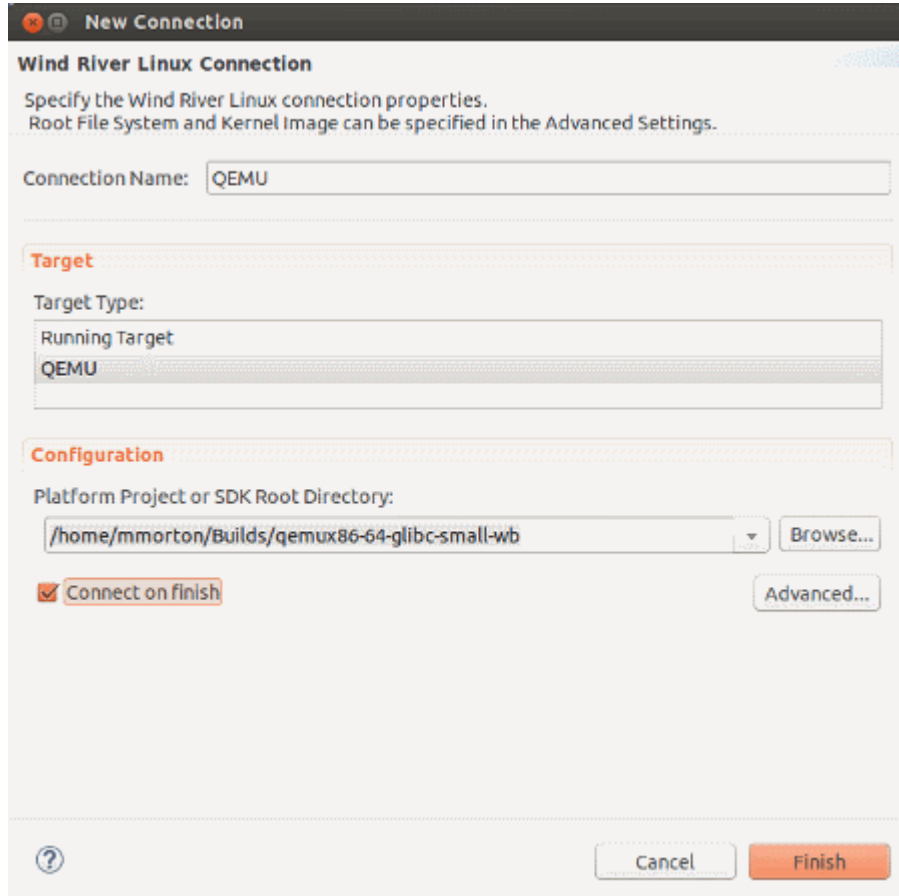 New Connection
Wind River Linux Connection
Specify the Wind River Linux connection properties.
Root File System and Kernel Image can be specified in the Advanced Settings.
Connection Name: QEMU
Target
Target Type:
Running Target
QEMU
Configuration
Platform Project or SDK Root Directory:
/home/mmorton/Builds/qemux86-64-glibc-small-wb Browse...
Connect on finish Advanced...
? Cancel Finish